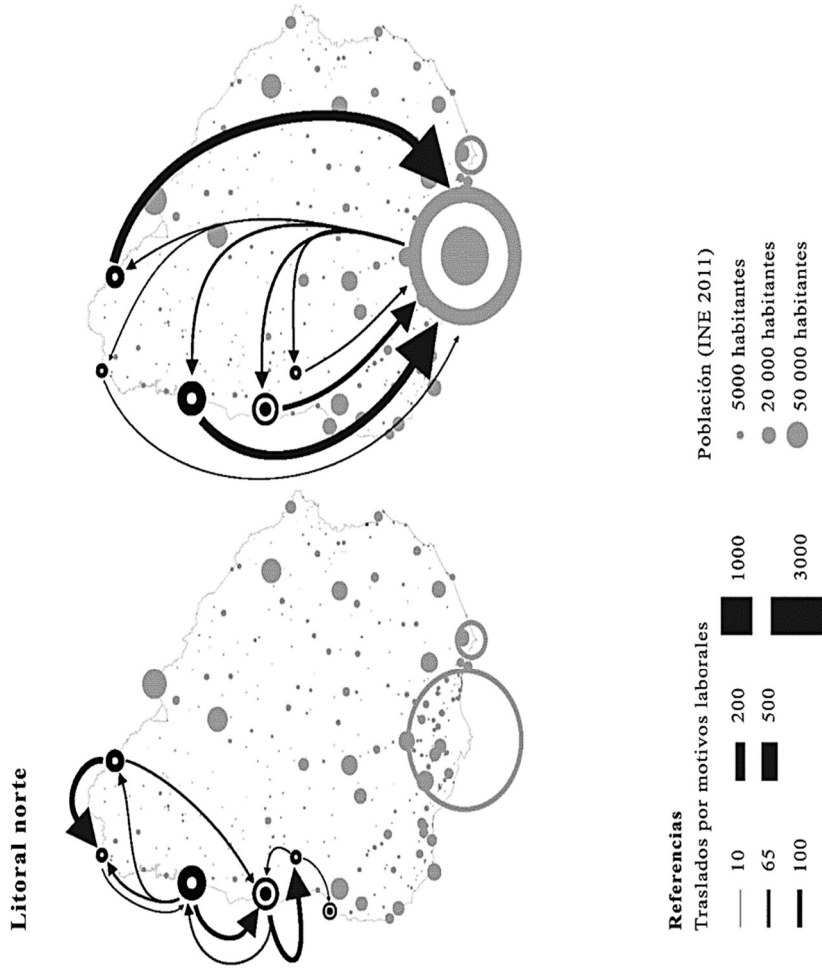 Litoral norte
Referencias
Traslados por motivos laborales
10
65
100
200
500
1000
3000
Población (INE 2011)
5000 habitantes
20 000 habitantes
50 000 habitantes